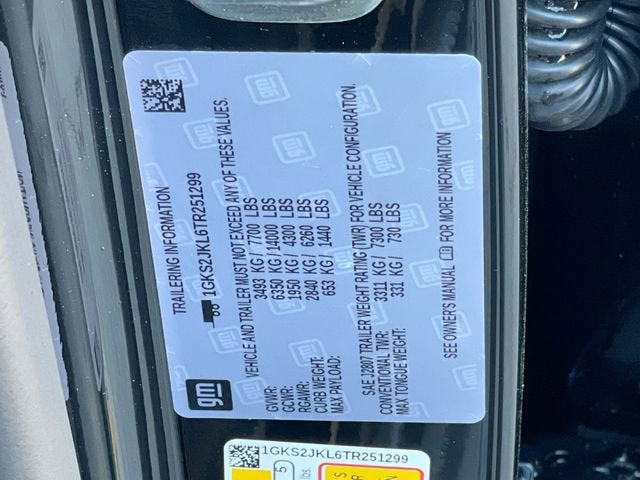 TRAILERING INFORMATION
1GKS2JKL6TR251299
VEHICLE AND TRAILER MUST NOT EXCEED ANY OF THESE VALUES.
GVWR: 3493 KG / 7700 LBS
GCWR: 6350 KG / 14000 LBS
RGAWR: 1950 KG / 4300 LBS
CURB WEIGHT: 2840 KG / 6260 LBS
MAX PAYLOAD: 653 KG / 1440 LBS
SAE J2807 TRAILER WEIGHT RATING (TWR) FOR VEHICLE CONFIGURATION.
CONVENTIONAL TWR: 3311 KG / 7300 LBS
MAX TONGUE WEIGHT: 331 KG / 730 LBS
SEE OWNER'S MANUAL FOR MORE INFORMATION
gm
1GKS2JKL6TR251299
5
lbs